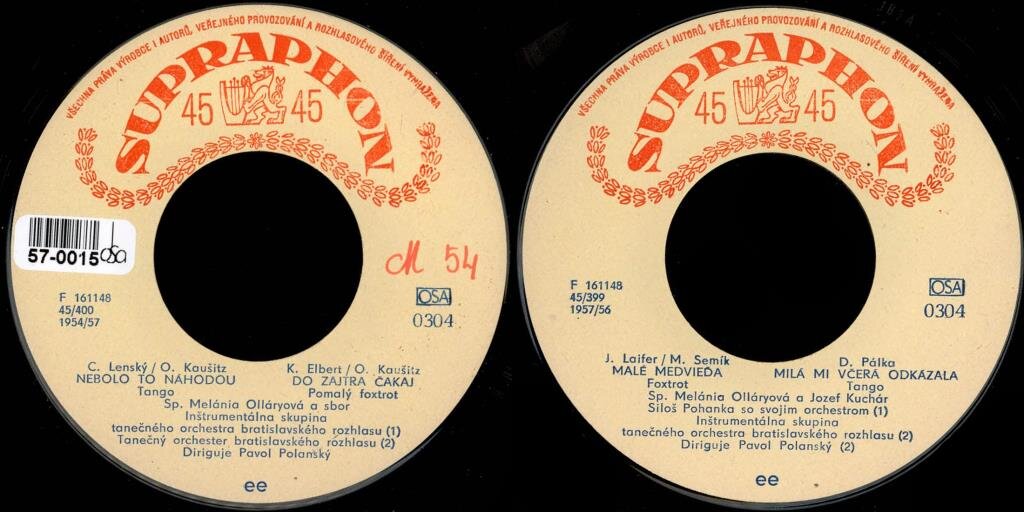 VŠECHNA PRÁVA VÝROBCE I AUTORŮ, VEŘEJNÉHO PROVOZOVÁNÍ A ROZHLASOVÉHO ŠÍŘENÍ VYHRAŽENA
SUPRAPHON
45 45
57-0015
osa
M 54
F 161148
45/400
1954/57
OSA
0304
C. Lenský / O. Kaušitz
NEBOLO TO NÁHODOU
Tango
K. Elbert / O. Kaušitz
DO ZAJTRA ČAKAJ
Pomalý foxtrot
Sp. Melánia Olláryová a sbor
Inštrumentálna skupina
tanečného orchestra bratislavského rozhlasu (1)
Tanečný orchester bratislavského rozhlasu (2)
Diriguje Pavol Polanský
ee
VŠECHNA PRÁVA VÝROBCE I AUTORŮ, VEŘEJNÉHO PROVOZOVÁNÍ A ROZHLASOVÉHO ŠÍŘENÍ VYHRAŽENA
SUPRAPHON
45 45
F 161148
45/399
1957/56
OSA
0304
J. Laifer / M. Semík
MALÉ MEDVIEĎA
Foxtrot
D. Pálka
MILÁ MI VČERA ODKÁZALA
Tango
Sp. Melánia Olláryová a Jozef Kuchár
Siloš Pohanka so svojim orchestrom (1)
Inštrumentálna skupina
tanečného orchestra bratislavského rozhlasu (2)
Diriguje Pavol Polanský (2)
ee